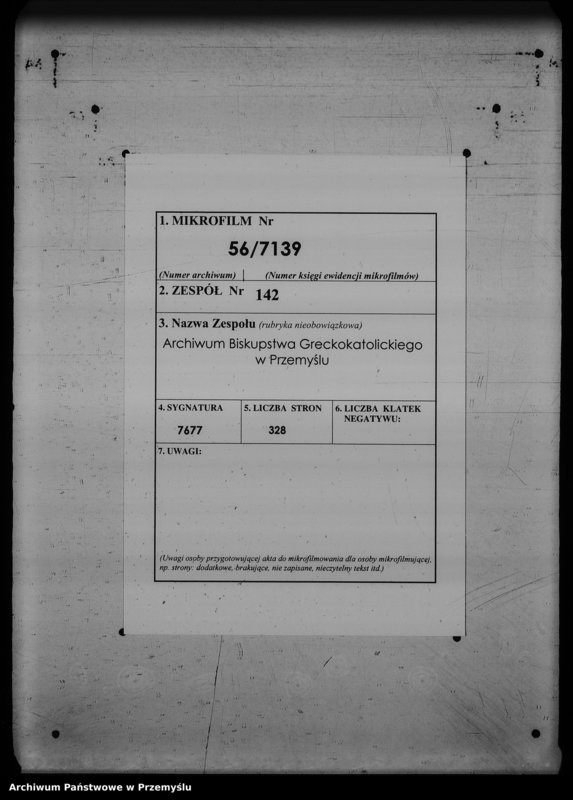 1. MIKROFILM Nr
56/7139
(Numer archiwum) | (Numer księgi ewidencji mikrofilmów)
2. ZESPÓŁ Nr 142
3. Nazwa Zespołu (rubryka nieobowiązkowa)
Archiwum Biskupstwa Greckokatolickiego
w Przemyślu
4. SYGNATURA 5. LICZBA STRON 6. LICZBA KLATEK
NEGATYWU:
7677 328
7. UWAGI:
(Uwagi osoby przygotowującej akta do mikrofilmowania dla osoby mikrofilmującej,
np. strony: dodatkowe, brakujące, nie zapisane, nieczytelny tekst itd.)
Archiwum Państwowe w Przemyślu